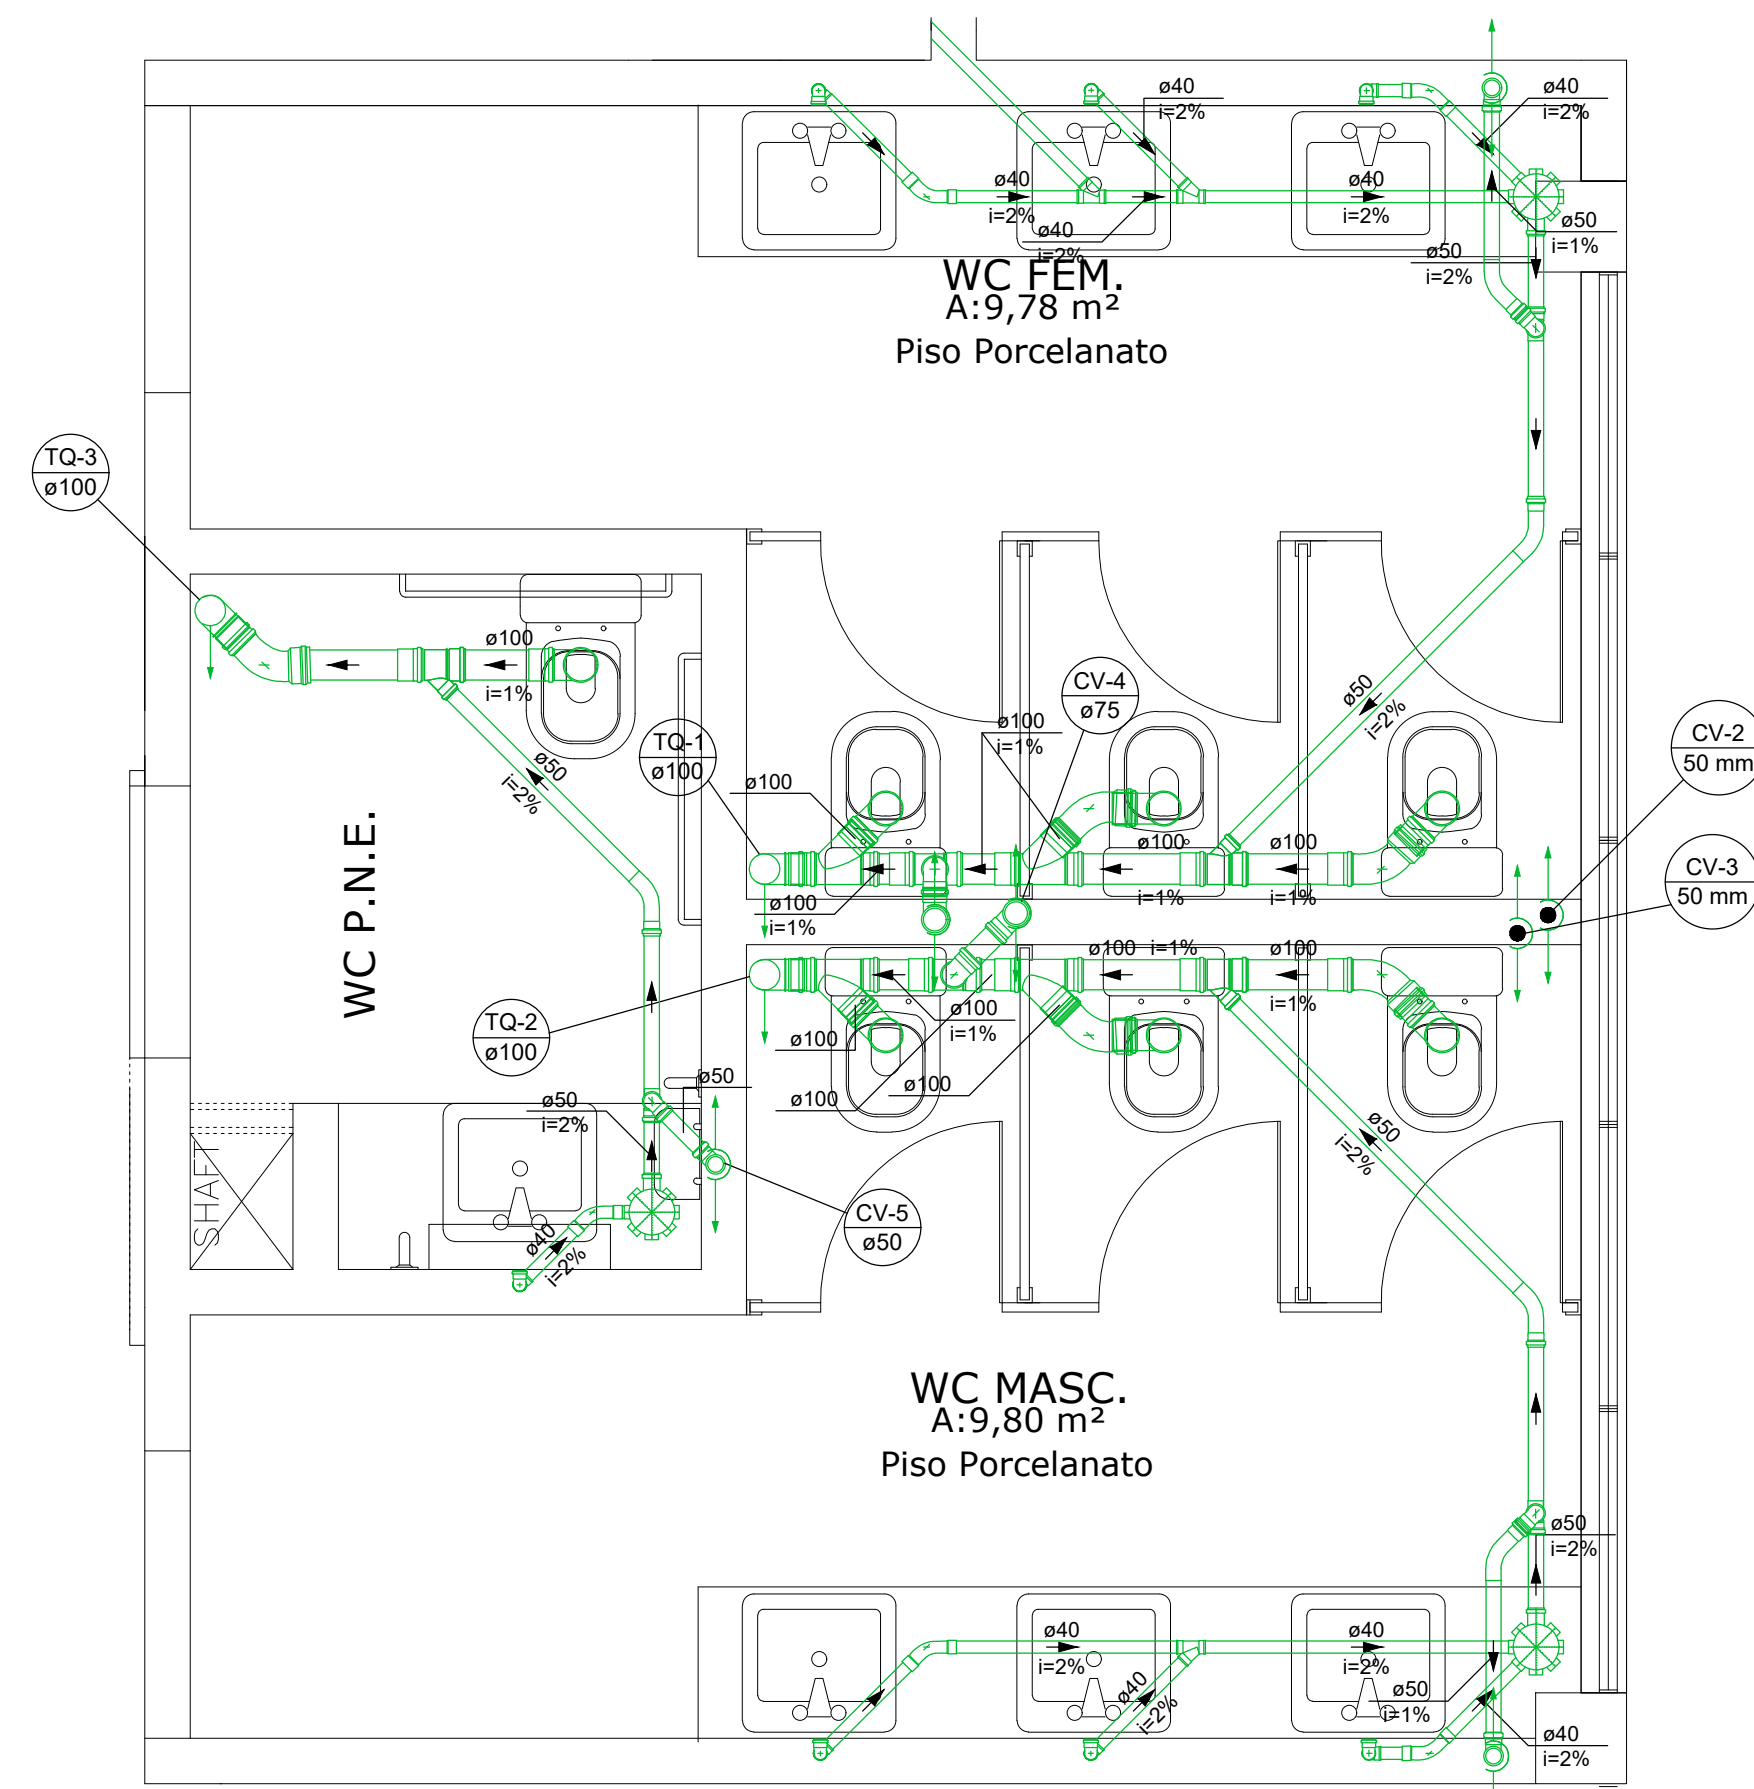 ø40
i=2%
ø40
i=2%
ø40
i=2%
ø40
i=2%
ø40
i=2%
ø50
i=1%
ø50
i=2%
WC FEM.
A:9,78 m²
Piso Porcelanato
TQ-3
ø100
ø100
i=1%
ø50
i=2%
TQ-1
ø100
CV-4
ø75
ø100
i=1%
ø100
ø50
i=2%
CV-2
50 mm
CV-3
50 mm
ø100
i=1%
ø100
i=1%
ø100
i=1%
WC P.N.E.
ø100
i=1%
ø100
i=1%
TQ-2
ø100
ø100
i=1%
ø100
ø100
ø100
ø50
ø50
i=2%
ø50
i=2%
SHAFT
CV-5
ø50
ø40
i=2%
WC MASC.
A:9,80 m²
Piso Porcelanato
ø50
i=2%
ø40
i=2%
ø40
i=2%
ø40
i=2%
ø50
i=1%
ø40
i=2%